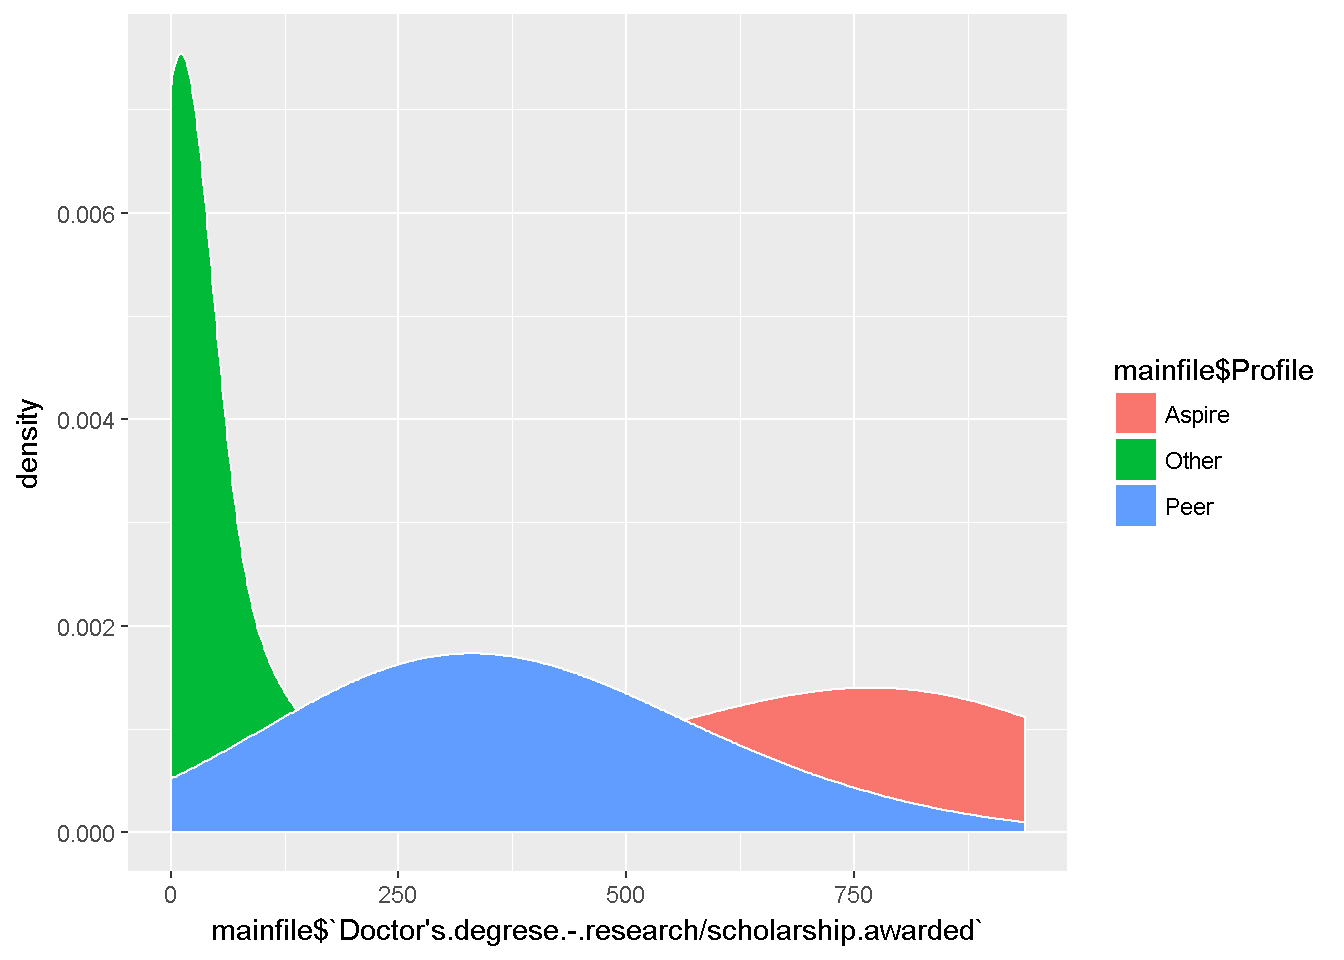 0.006
0.004
0.002
0.000
density
0
250
500
750
mainfile$`Doctor's.degrese.-.research/scholarship.awarded`
mainfile$Profile
Aspire
Other
Peer